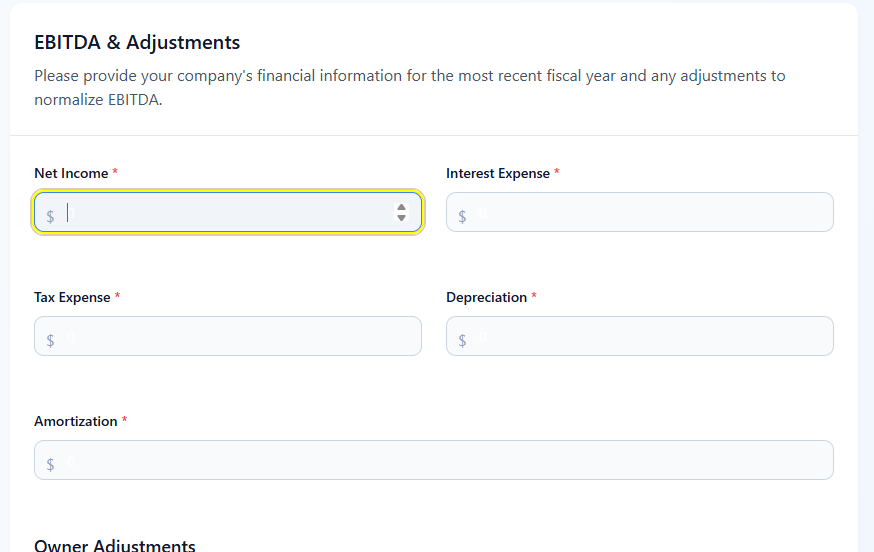 EBITDA & Adjustments
Please provide your company's financial information for the most recent fiscal year and any adjustments to
normalize EBITDA.
Net Income *
Interest Expense *
$ 0
$ 0
Tax Expense *
Depreciation *
$ 0
$ 0
Amortization *
$ 0
Owner Adjustments